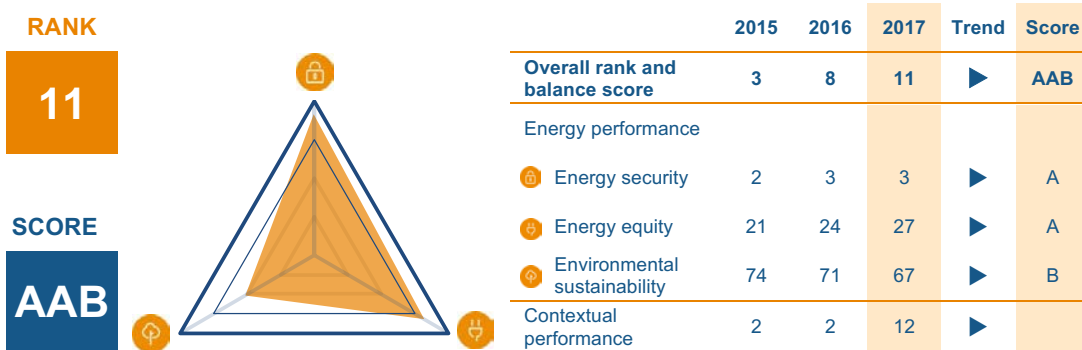 RANK
11
SCORE
AAB
2015 2016 2017 Trend Score
Overall rank and
balance score 3 8 11 AAB
Energy performance
Energy security 2 3 3 A
Energy equity 21 24 27 A
Environmental
sustainability 74 71 67 B
Contextual
performance 2 2 12